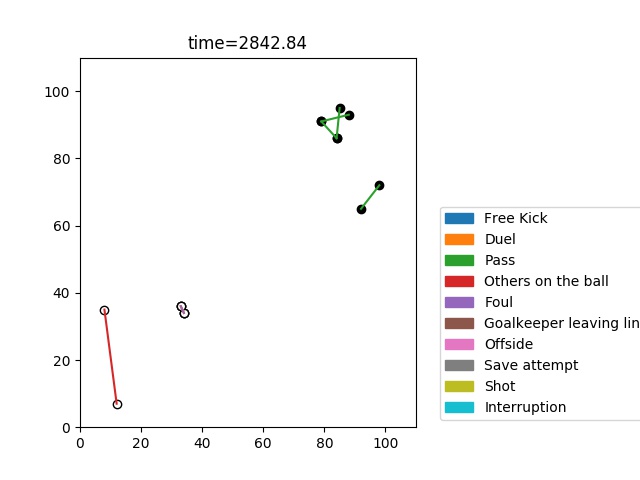 time=2842.84
100
80
60
40
20
0
0 20 40 60 80 100
Free Kick
Duel
Pass
Others on the ball
Foul
Goalkeeper leaving lin
Offside
Save attempt
Shot
Interruption